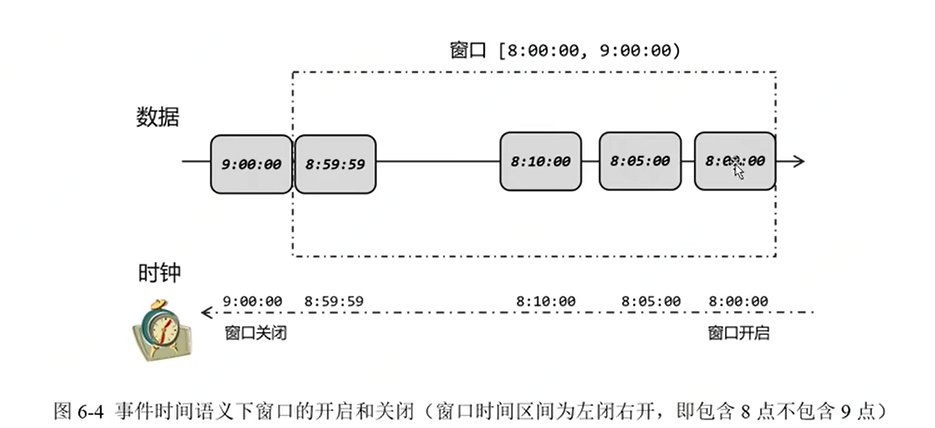 窗口 [8:00:00, 9:00:00)
数据
9:00:00 8:59:59 8:10:00 8:05:00
时钟
9:00:00 8:59:59 8:10:00 8:05:00 8:00:00
窗口关闭 窗口开启
图 6-4 事件时间语义下窗口的开启和关闭（窗口时间区间为左闭右开，即包含 8 点不包含 9 点）